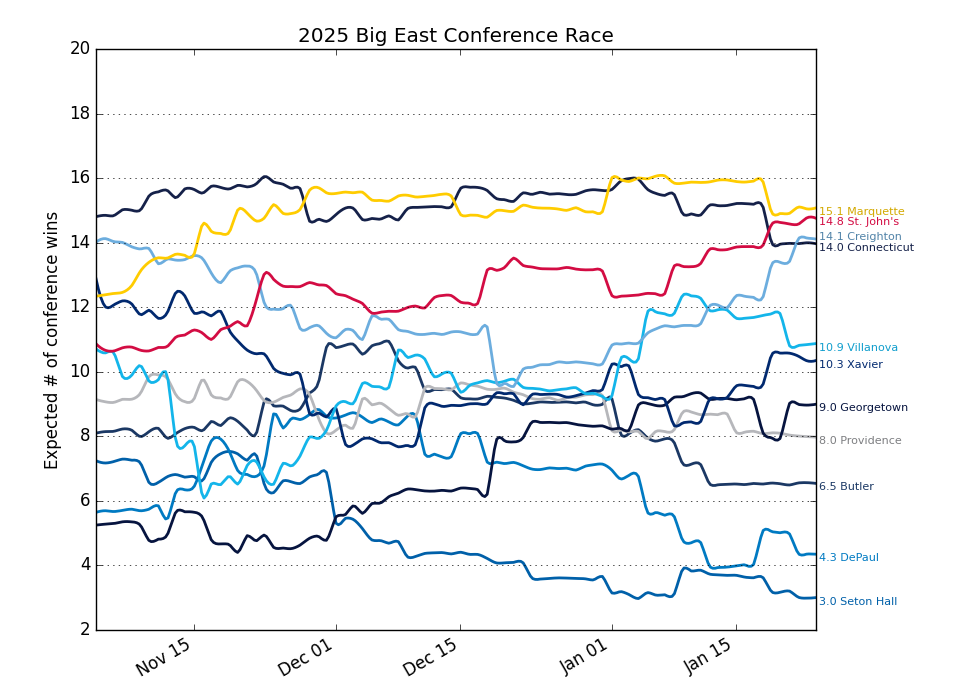 2025 Big East Conference Race
Expected # of conference wins
20
18
16
14
12
10
8
6
4
2
15.1 Marquette
14.8 St. John's
14.1 Creighton
14.0 Connecticut
10.9 Villanova
10.3 Xavier
9.0 Georgetown
8.0 Providence
6.5 Butler
4.3 DePaul
3.0 Seton Hall
Nov 15
Dec 01
Dec 15
Jan 01
Jan 15